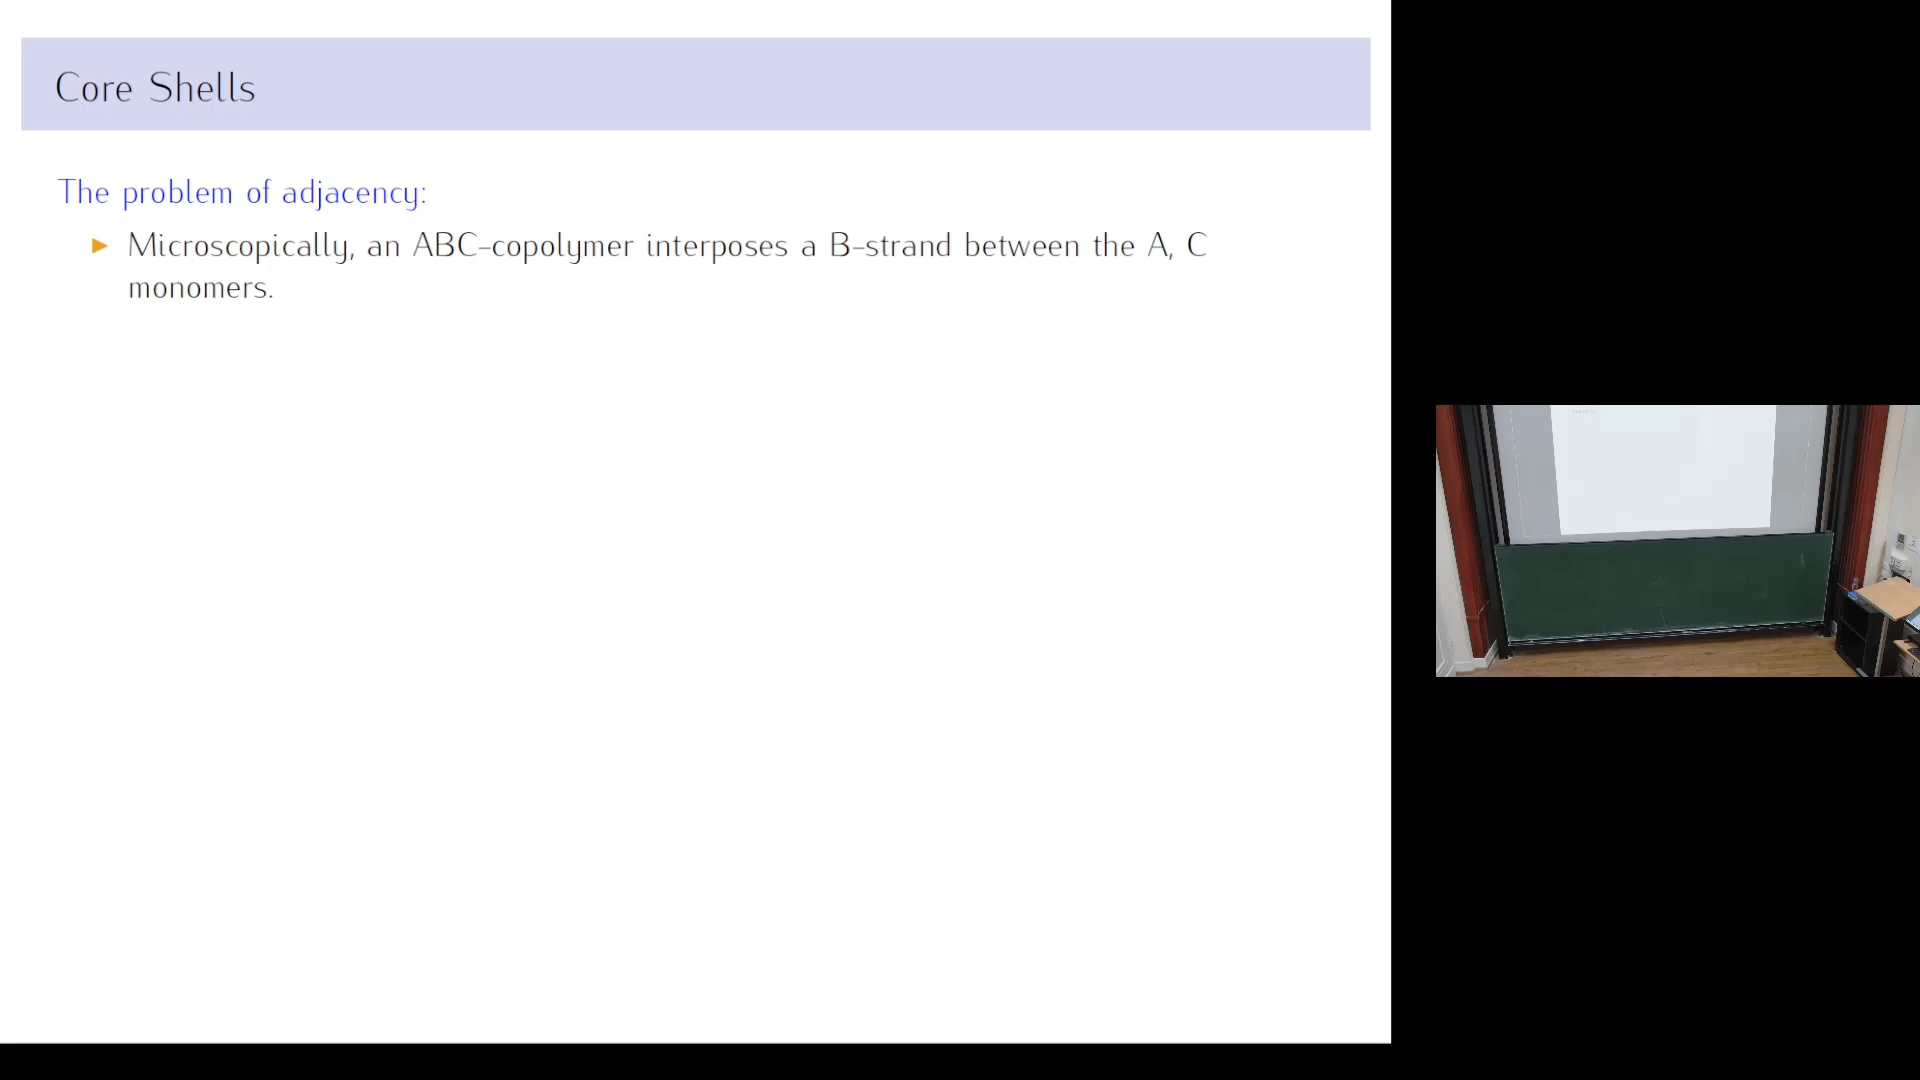 Core Shells
The problem of adjacency:
Microscopically, an ABC-copolymer interposes a B-strand between the A, C
monomers.